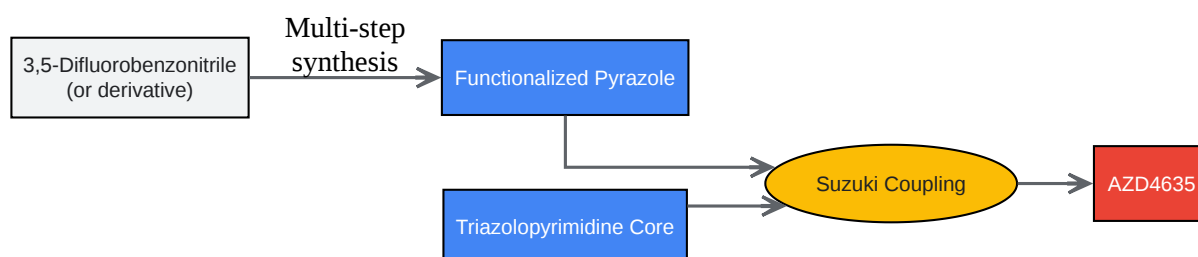 Multi-step
synthesis
3,5-Difluorobenzonitrile
(or derivative)
Functionalized Pyrazole
Suzuki Coupling
AZD4635
Triazolopyrimidine Core